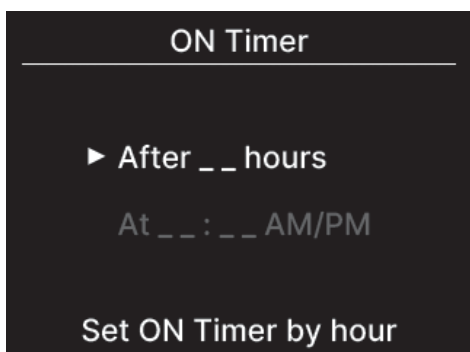 ON Timer
▶ After _ _ hours
At _ _ : _ _ AM/PM
Set ON Timer by hour